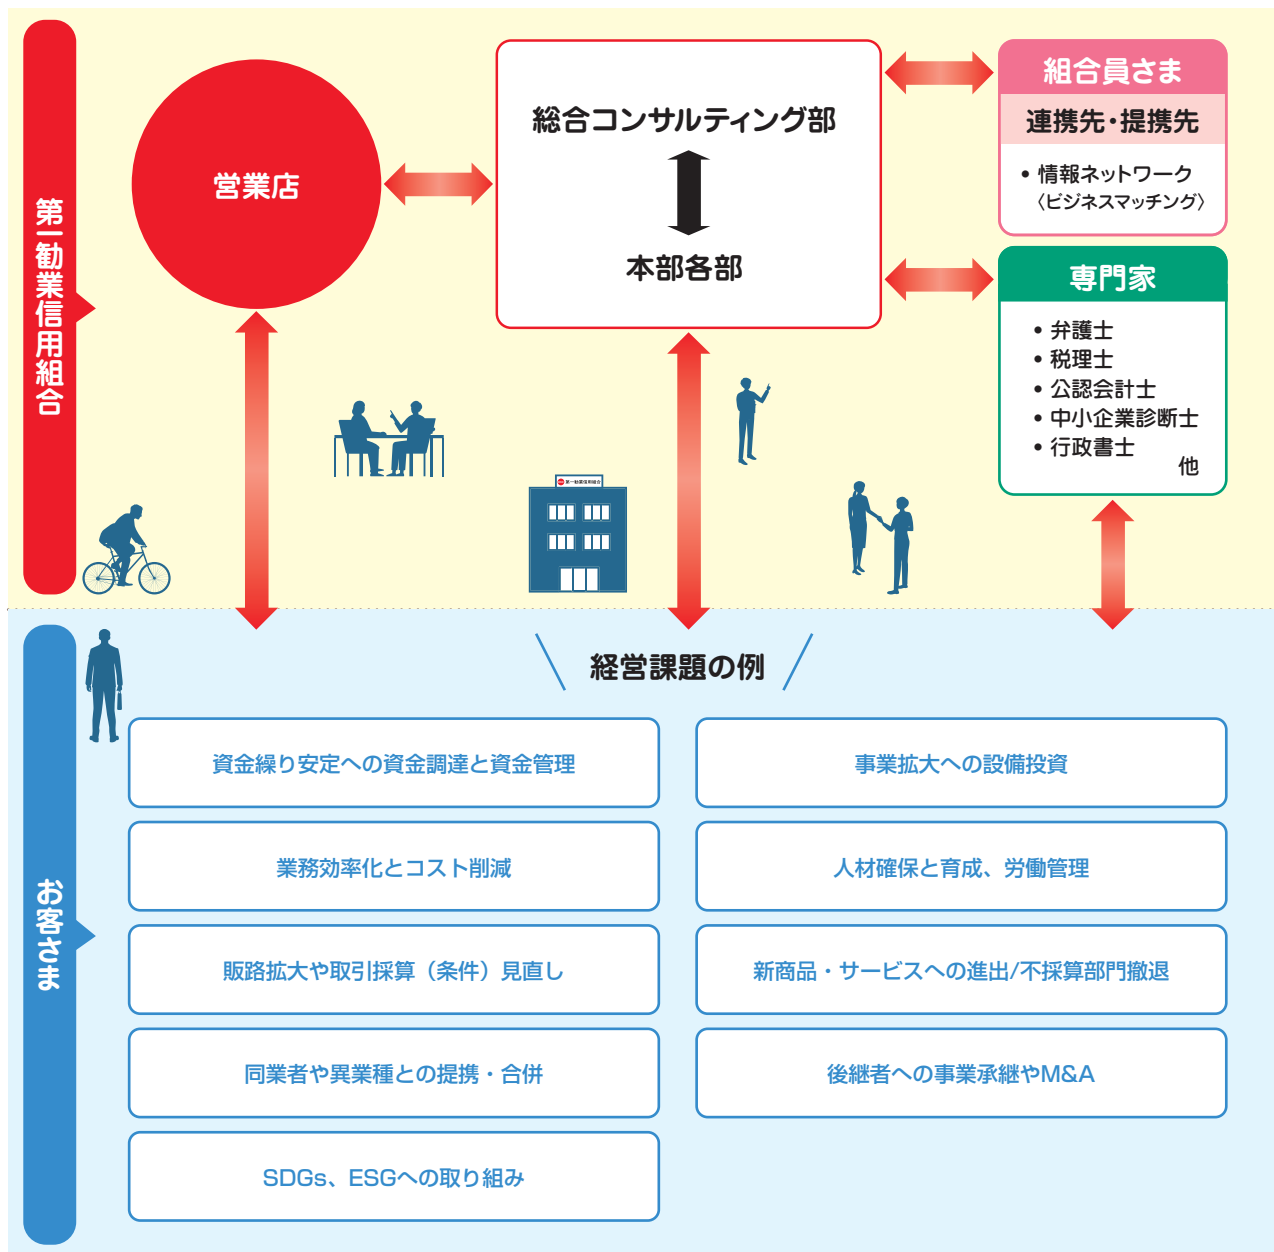 第一勧業信用組合
営業店
総合コンサルティング部
本部各部
組合員さま
連携先・提携先
• 情報ネットワーク
〈ビジネスマッチング〉
専門家
• 弁護士
• 税理士
• 公認会計士
• 中小企業診断士
• 行政書士
他
第一勧業信用組合
お客さま
経営課題の例
資金繰り安定への資金調達と資金管理
事業拡大への設備投資
業務効率化とコスト削減
人材確保と育成、労働管理
販路拡大や取引採算（条件）見直し
新商品・サービスへの進出/不採算部門撤退
同業者や異業種との提携・合併
後継者への事業承継やM&A
SDGs、ESGへの取り組み